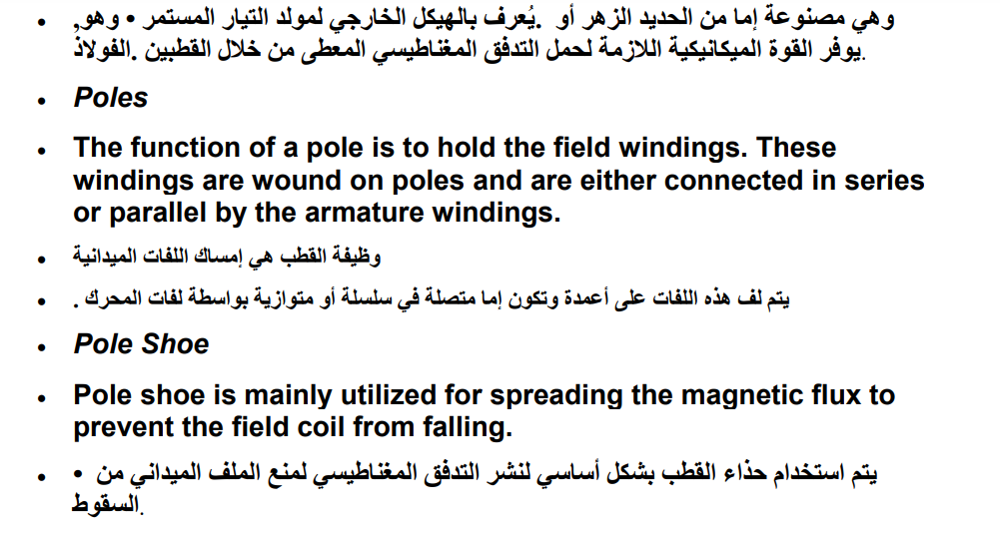 • وهي مصنوعة إما من الحديد الزهر أو .يُعرف بالهيكل الخارجي لمولد التيار المستمر • وهو,
يوفر القوة الميكانيكية اللازمة لحمل التدفق المغناطيسي المعطى من خلال القطبين .الفولاذ.
• Poles
• The function of a pole is to hold the field windings. These
windings are wound on poles and are either connected in series
or parallel by the armature windings.
• وظيفة القطب هي إمساك اللفات الميدانية
• يتم لف هذه اللفات على أعمدة وتكون إما متصلة في سلسلة أو متوازية بواسطة لفات المحرك .
• Pole Shoe
• Pole shoe is mainly utilized for spreading the magnetic flux to
prevent the field coil from falling.
• يتم استخدام حذاء القطب بشكل أساسي لنشر التدفق المغناطيسي لمنع الملف الميداني من •
السقوط.